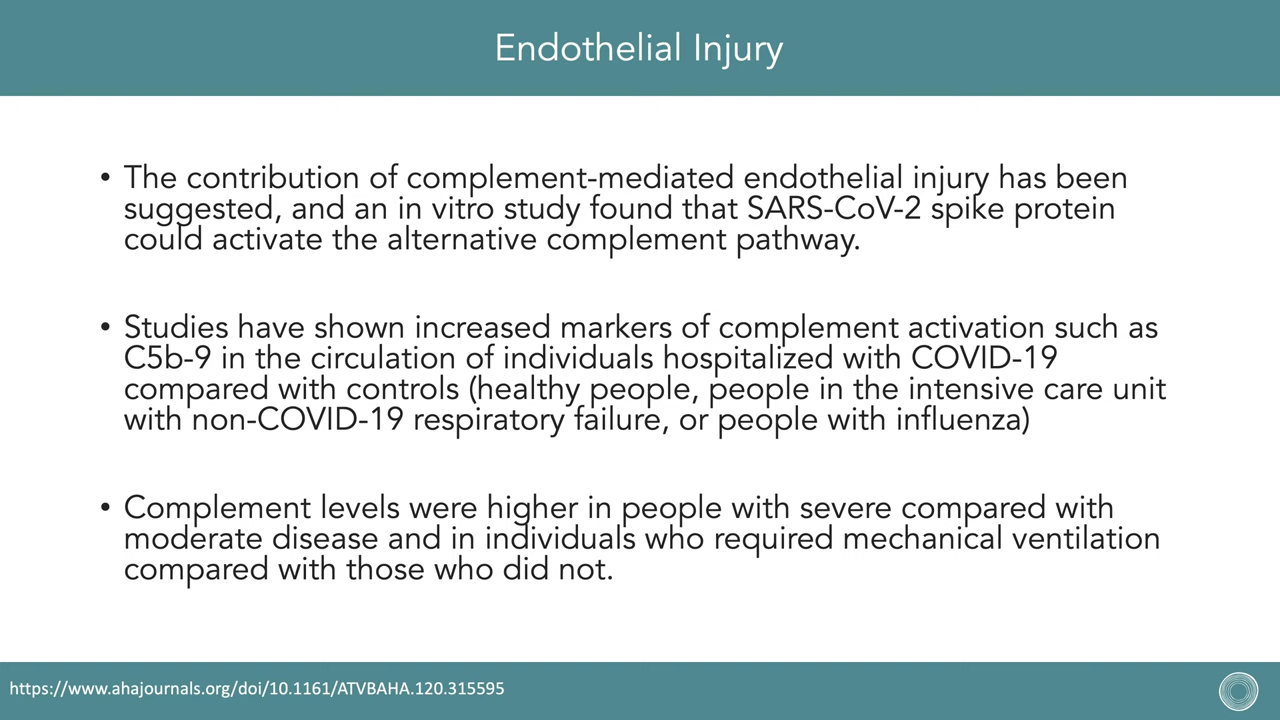 Endothelial Injury
• The contribution of complement-mediated endothelial injury has been
suggested, and an in vitro study found that SARS-CoV-2 spike protein
could activate the alternative complement pathway.
• Studies have shown increased markers of complement activation such as
C5b-9 in the circulation of individuals hospitalized with COVID-19
compared with controls (healthy people, people in the intensive care unit
with non-COVID-19 respiratory failure, or people with influenza)
• Complement levels were higher in people with severe compared with
moderate disease and in individuals who required mechanical ventilation
compared with those who did not.
https://www.ahajournals.org/doi/10.1161/ATVBAHA.120.315595